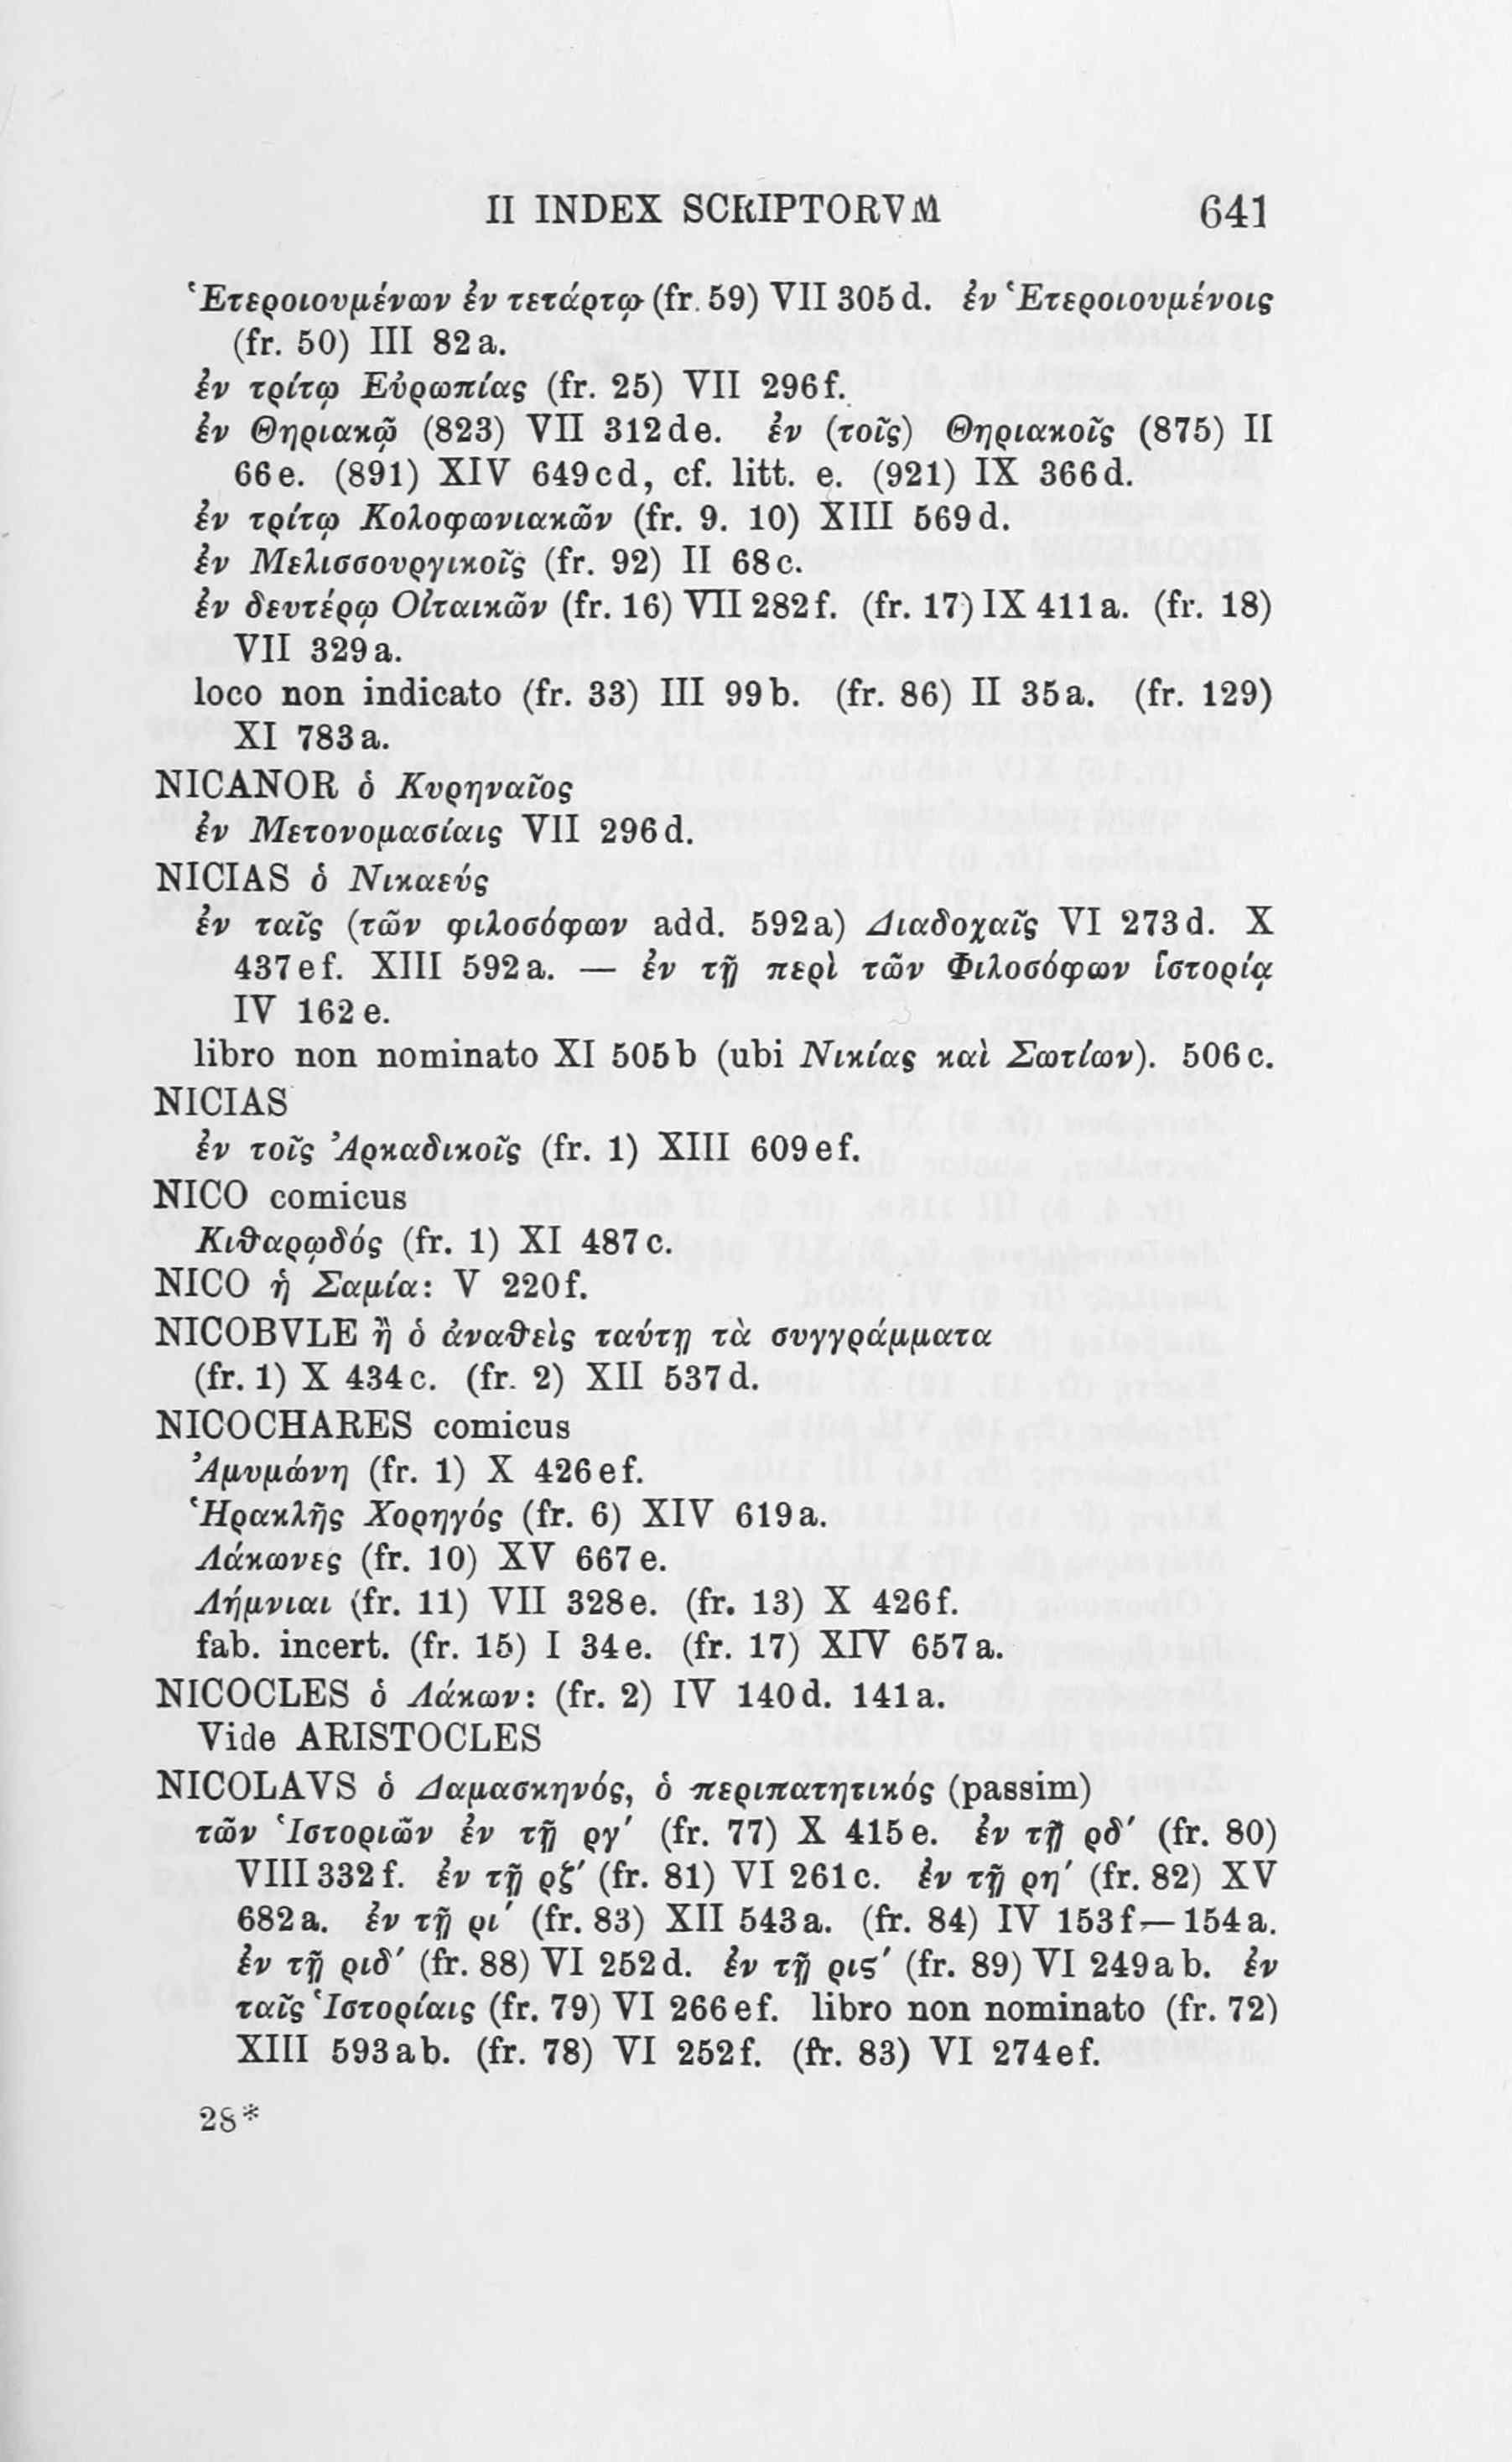 II INDEX SCRIPTORVM 641
Ἑτεροιουμένων ἐν τετάρτῳ (fr. 59) VII 305 d. ἐν Ἑτεροιουμένοις
(fr. 50) III 82 a.
ἐν τρίτῳ Εὐρωπίας (fr. 25) VII 296 f.
ἐν Θηριακῷ (823) VII 312 de. ἐν (τοῖς) Θηριακοῖς (875) II
66 e. (891) XIV 649 cd, cf. litt. e. (921) IX 366 d.
ἐν τρίτῳ Κολοφωνιακῶν (fr. 9. 10) XIII 569 d.
ἐν Μελισσουργικοῖς (fr. 92) II 68 c.
ἐν δευτέρῳ Οἰταικῶν (fr. 16) VII 282 f. (fr. 17) IX 411 a. (fr. 18)
VII 329 a.
loco non indicato (fr. 33) III 99 b. (fr. 86) II 35 a. (fr. 129)
XI 783 a.
NICANOR ὁ Κυρηναῖος
ἐν Μετονομασίαις VII 296 d.
NICIAS ὁ Νικαεύς
ἐν ταῖς (τῶν φιλοσόφων add. 592 a) Διαδοχαῖς VI 273 d. X
437 ef. XIII 592 a. — ἐν τῇ περὶ τῶν Φιλοσόφων ἱστορίᾳ
IV 162 e.
libro non nominato XI 505 b (ubi Νικίας καὶ Σωτίων). 506 c.
NICIAS
ἐν τοῖς Ἀρκαδικοῖς (fr. 1) XIII 609 ef.
NICO comicus
Κιθαρῳδός (fr. 1) XI 487 c.
NICO ἡ Σαμία: V 220 f.
NICOBVLE ἢ ὁ ἀναθεὶς ταύτῃ τὰ συγγράμματα
(fr. 1) X 434 c. (fr. 2) XII 537 d.
NICOCHARES comicus
Ἀμυμώνη (fr. 1) X 426 ef.
Ἡρακλῆς Χορηγός (fr. 6) XIV 619 a.
Λάκωνες (fr. 10) XV 667 e.
Λήμνιαι (fr. 11) VII 328 e. (fr. 13) X 426 f.
fab. incert. (fr. 15) I 34 e. (fr. 17) XIV 657 a.
NICOCLES ὁ Λάκων: (fr. 2) IV 140 d. 141 a.
Vide ARISTOCLES
NICOLAVS ὁ Δαμασκηνός, ὁ περιπατητικός (passim)
τῶν Ἱστοριῶν ἐν τῇ ργʹ (fr. 77) X 415 e. ἐν τῇ ρδʹ (fr. 80)
VIII 332 f. ἐν τῇ ρζʹ (fr. 81) VI 261 c. ἐν τῇ ρηʹ (fr. 82) XV
682 a. ἐν τῇ ριʹ (fr. 83) XII 543 a. (fr. 84) IV 153 f — 154 a.
ἐν τῇ ριδʹ (fr. 88) VI 252 d. ἐν τῇ ριςʹ (fr. 89) VI 249 a b. ἐν
ταῖς Ἱστορίαις (fr. 79) VI 266 ef. libro non nominato (fr. 72)
XIII 593 ab. (fr. 78) VI 252 f. (fr. 83) VI 274 ef.
28*